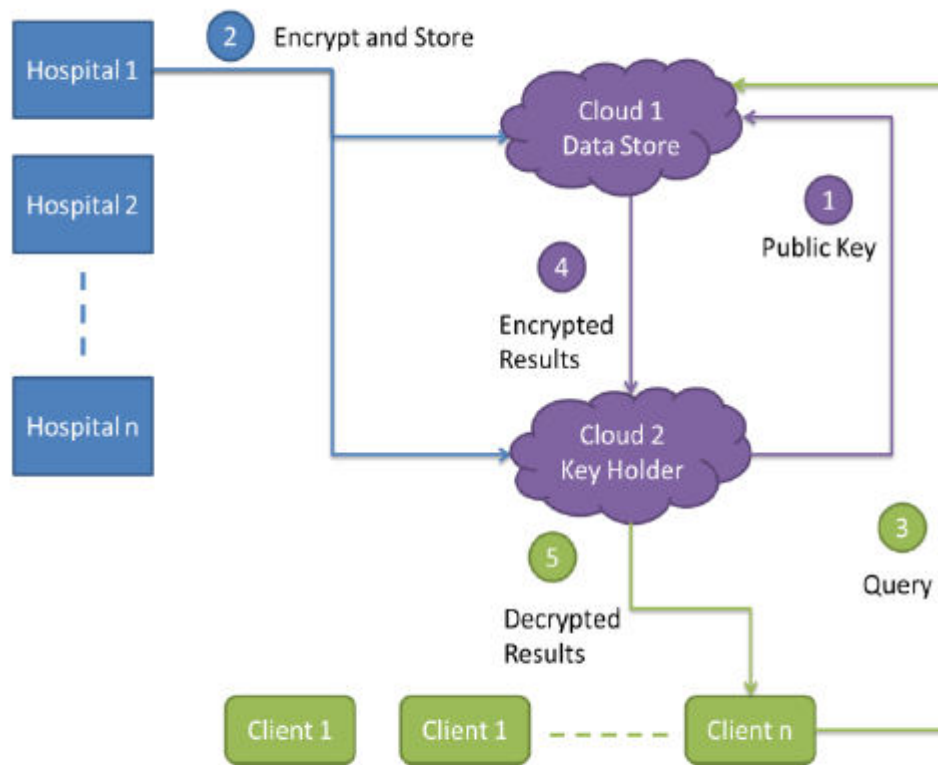 2
Encrypt and Store
Hospital 1
Cloud 1
Data Store
Hospital 2
1
Public Key
4
Encrypted
Results
Hospital n
Cloud 2
Key Holder
3
Query
5
Decrypted
Results
Client 1
Client 1
Client n